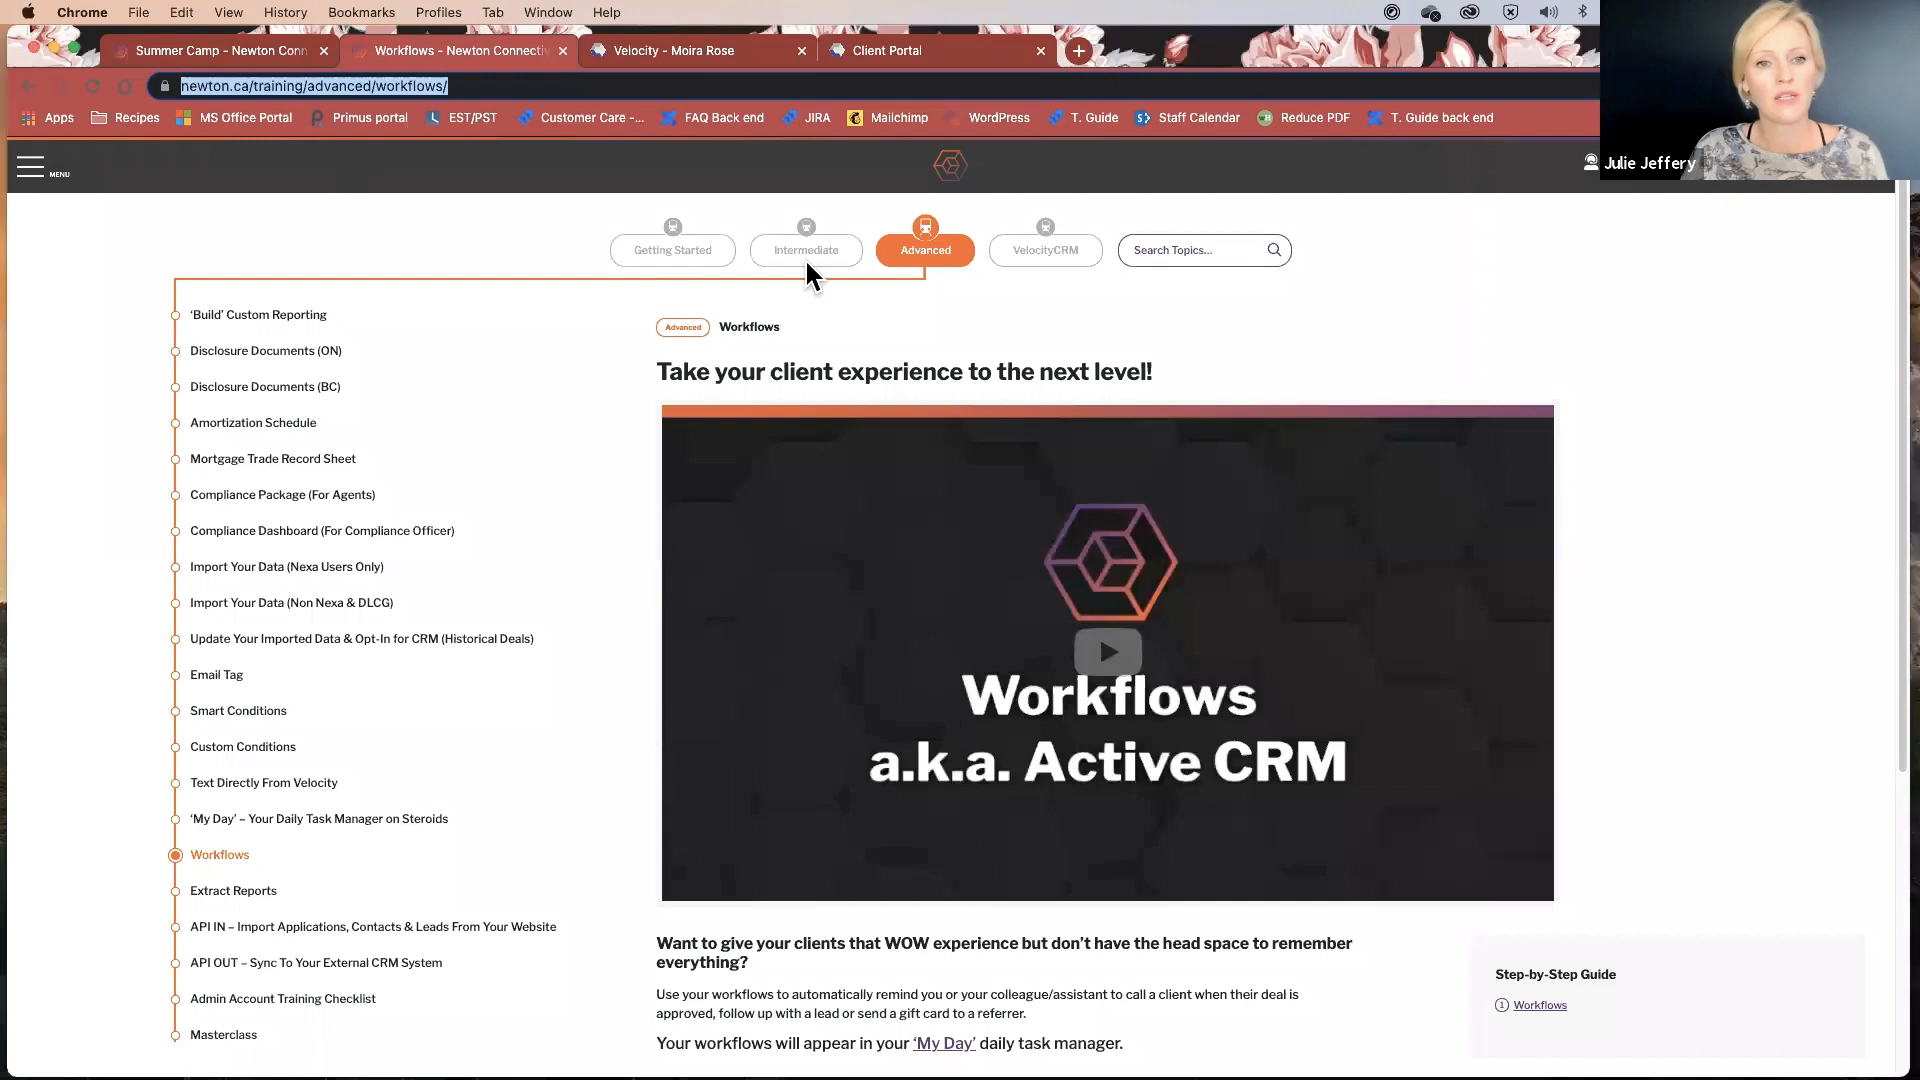 Chrome File Edit View History Bookmarks Profiles Tab Window Help
Summer Camp - Newton Conn
Workflows - Newton Connectiv
Velocity - Moira Rose
Client Portal
newton.ca/training/advanced/workflows/
Apps Recipes MS Office Portal Primus portal EST/PST Customer Care -... FAQ Back end JIRA Mailchimp WordPress T. Guide Staff Calendar Reduce PDF T. Guide back end
MENU
Julie Jeffery
Getting Started Intermediate Advanced VelocityCRM Search Topics...
‘Build’ Custom Reporting
Disclosure Documents (ON)
Disclosure Documents (BC)
Amortization Schedule
Mortgage Trade Record Sheet
Compliance Package (For Agents)
Compliance Dashboard (For Compliance Officer)
Import Your Data (Nexa Users Only)
Import Your Data (Non Nexa & DLCG)
Update Your Imported Data & Opt-In for CRM (Historical Deals)
Email Tag
Smart Conditions
Custom Conditions
Text Directly From Velocity
‘My Day’ – Your Daily Task Manager on Steroids
Workflows
Extract Reports
API IN – Import Applications, Contacts & Leads From Your Website
API OUT – Sync To Your External CRM System
Admin Account Training Checklist
Masterclass
Advanced Workflows
Take your client experience to the next level!
Workflows
a.k.a. Active CRM
Want to give your clients that WOW experience but don’t have the head space to remember
everything?
Use your workflows to automatically remind you or your colleague/assistant to call a client when their deal is
approved, follow up with a lead or send a gift card to a referrer.
Your workflows will appear in your ‘My Day’ daily task manager.
Step-by-Step Guide
1 Workflows